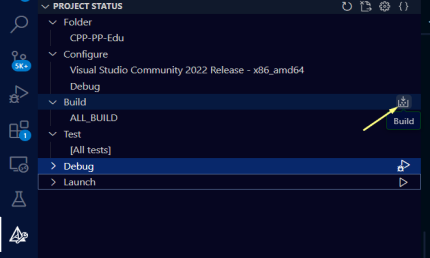 PROJECT STATUS
Folder
CPP-PP-Edu
Configure
Visual Studio Community 2022 Release - x86_amd64
Debug
Build
ALL_BUILD
Build
Test
[All tests]
Debug
Launch
5K+
1